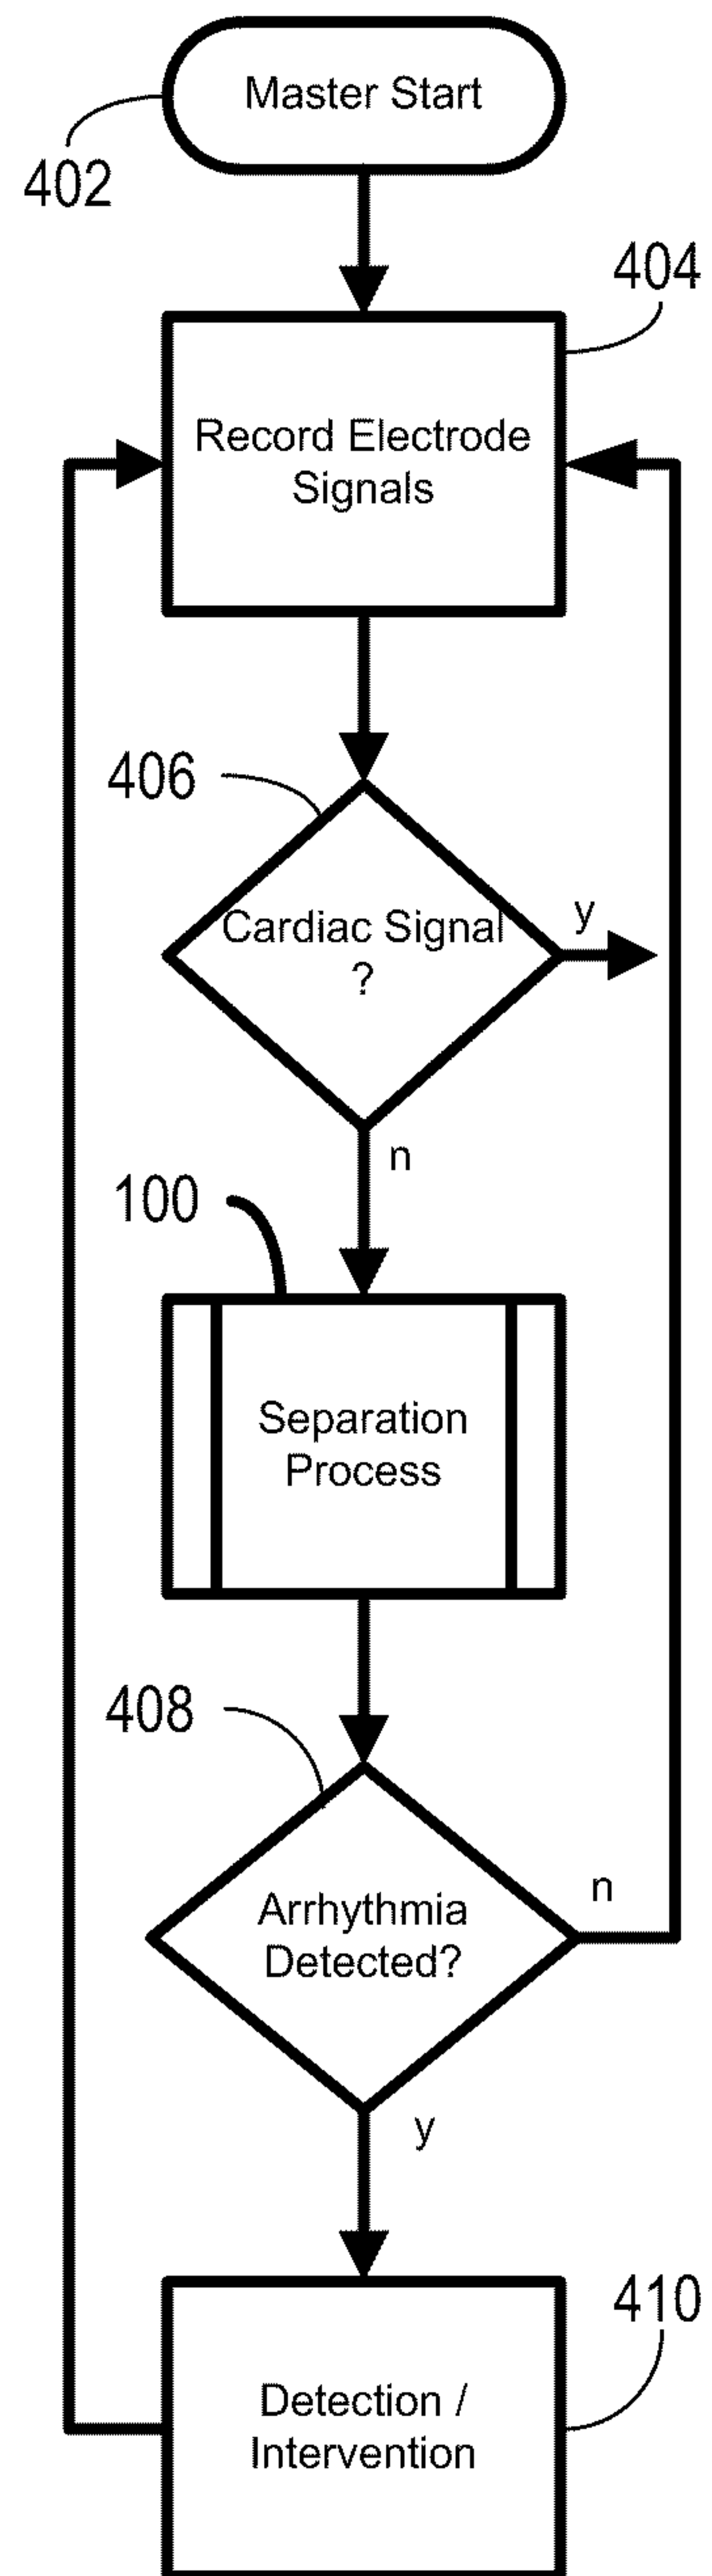 Master Start
402
404
Record Electrode
Signals
406
Cardiac Signal
?
y
n
100
Separation
Process
408
Arrhythmia
Detected?
n
y
410
Detection /
Intervention